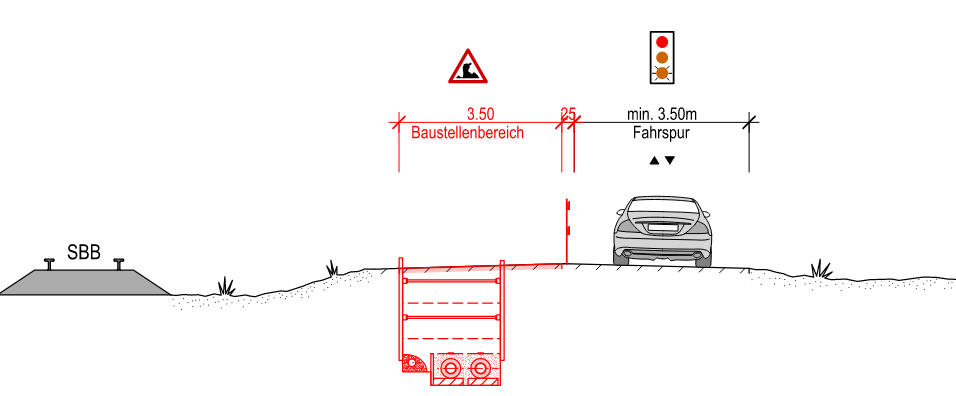 3.50
25
min. 3.50m
Baustellenbereich
Fahrspur
SBB